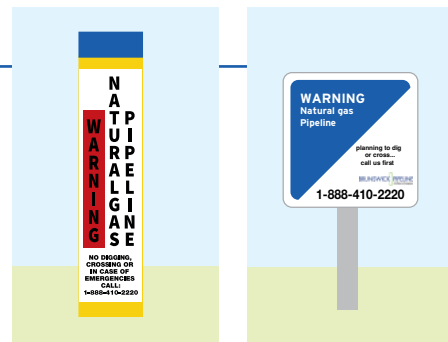 WARNING
NATURAL GAS
PIPELINE
NO DIGGING,
CROSSING OR
IN CASE OF
EMERGENCIES
CALL:
1-888-410-2220
WARNING
Natural gas
Pipeline
planning to dig
or cross...
call us first
BRUNSWICK PIPELINE
1-888-410-2220